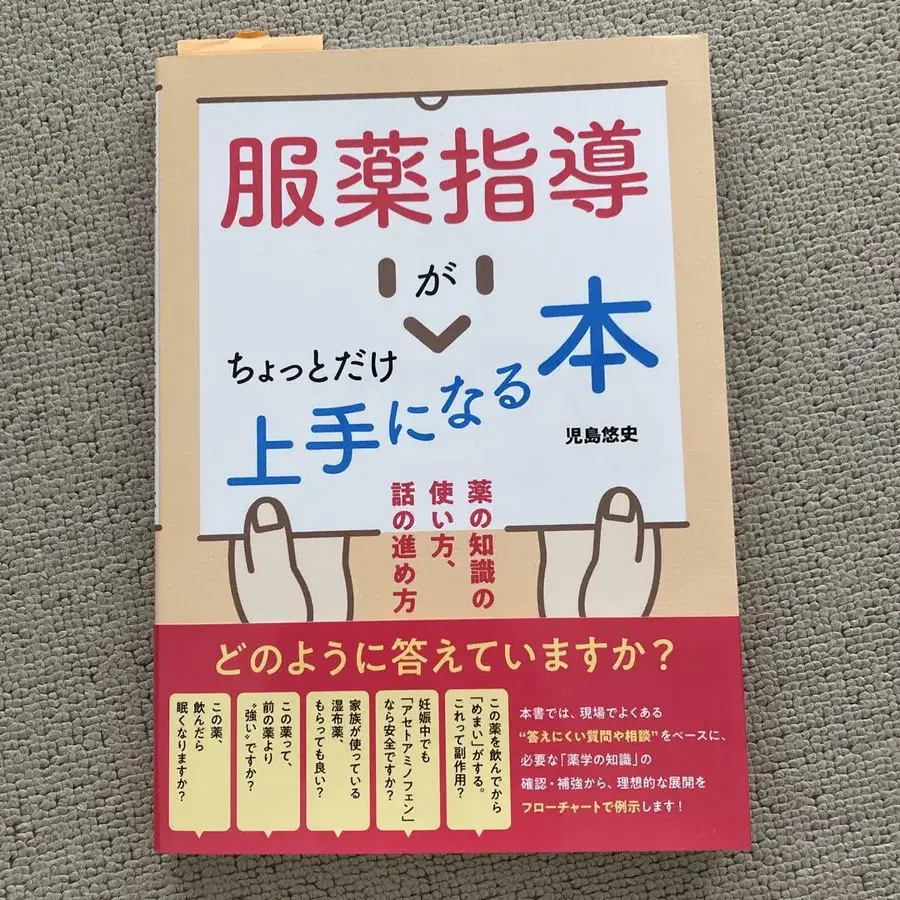 服薬指導
が
ちょっとだけ
上手になる本
児島悠史
薬の知識の
使い方、
話の進め方
どのように答えていますか？
この薬を飲んでから
「めまい」がする。
これって副作用？
妊娠中でも
「アセトアミノフェン」
なら安全ですか？
家族が使っている
湿布薬、
もらっても良い？
この薬って、
前の薬より
“強い”ですか？
この薬、
飲んだら
眠くなりますか？
本書では、現場でよくある
“答えにくい質問や相談”をベースに、
必要な「薬学の知識」の
確認・補強から、理想的な展開を
フローチャートで例示します！